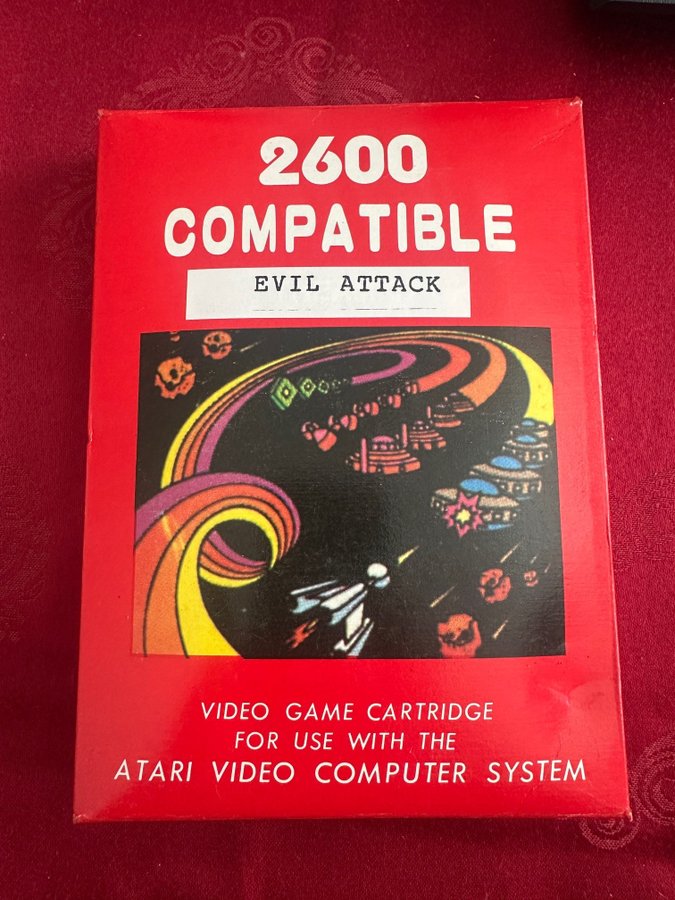 2600
COMPATIBLE
EVIL ATTACK
VIDEO GAME CARTRIDGE
FOR USE WITH THE
ATARI VIDEO COMPUTER SYSTEM